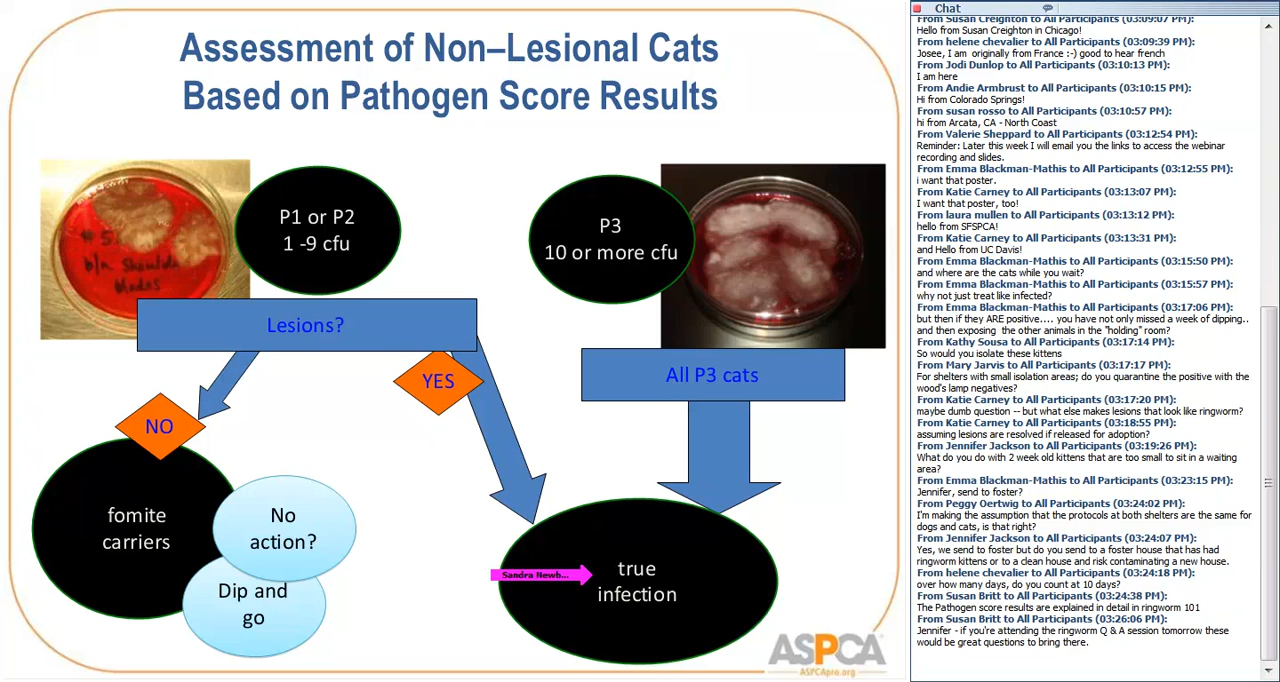 Assessment of Non–Lesional Cats
Based on Pathogen Score Results
# 5
b/n Shoulder
blades
P1 or P2
1 -9 cfu
P3
10 or more cfu
Lesions?
All P3 cats
YES
NO
fomite
carriers
No
action?
Dip and
go
Sandra Newb...
true
infection
ASPCA
ASPCApro.org
Chat
From Susan Creighton to All Participants (03:09:07 PM):
Hello from Susan Creighton in Chicago!
From helene chevalier to All Participants (03:09:39 PM):
Josee, I am originally from France :-) good to hear french
From Jodi Dunlop to All Participants (03:10:13 PM):
I am here
From Andie Armbrust to All Participants (03:10:15 PM):
Hi from Colorado Springs!
From susan rosso to All Participants (03:10:57 PM):
hi from Arcata, CA - North Coast
From Valerie Sheppard to All Participants (03:12:54 PM):
Reminder: Later this week I will email you the links to access the webinar
recording and slides.
From Emma Blackman-Mathis to All Participants (03:12:55 PM):
i want that poster.
From Katie Carney to All Participants (03:13:07 PM):
I want that poster, too!
From laura mullen to All Participants (03:13:12 PM):
hello from SFSPCA!
From Katie Carney to All Participants (03:13:31 PM):
and Hello from UC Davis!
From Emma Blackman-Mathis to All Participants (03:15:50 PM):
and where are the cats while you wait?
From Emma Blackman-Mathis to All Participants (03:15:57 PM):
why not just treat like infected?
From Emma Blackman-Mathis to All Participants (03:17:06 PM):
but then if they ARE positive.... you have not only missed a week of dipping..
and then exposing the other animals in the "holding" room?
From Kathy Sousa to All Participants (03:17:14 PM):
So would you isolate these kittens
From Mary Jarvis to All Participants (03:17:17 PM):
For shelters with small isolation areas; do you quarantine the positive with the
wood's lamp negatives?
From Katie Carney to All Participants (03:17:20 PM):
maybe dumb question -- but what else makes lesions that look like ringworm?
From Katie Carney to All Participants (03:18:55 PM):
assuming lesions are resolved if released for adoption?
From Jennifer Jackson to All Participants (03:19:26 PM):
What do you do with 2 week old kittens that are too small to sit in a waiting
area?
From Emma Blackman-Mathis to All Participants (03:23:15 PM):
Jennifer, send to foster?
From Peggy Oertwig to All Participants (03:24:02 PM):
I'm making the assumption that the protocols at both shelters are the same for
dogs and cats, is that right?
From Jennifer Jackson to All Participants (03:24:07 PM):
Yes, we send to foster but do you send to a foster house that has had
ringworm kittens or to a clean house and risk contaminating a new house.
From helene chevalier to All Participants (03:24:18 PM):
over how many days, do you count at 10 days?
From Susan Britt to All Participants (03:24:38 PM):
The Pathogen score results are explained in detail in ringworm 101
From Susan Britt to All Participants (03:26:06 PM):
Jennifer - if you're attending the ringworm Q & A session tomorrow these
would be great questions to bring there.